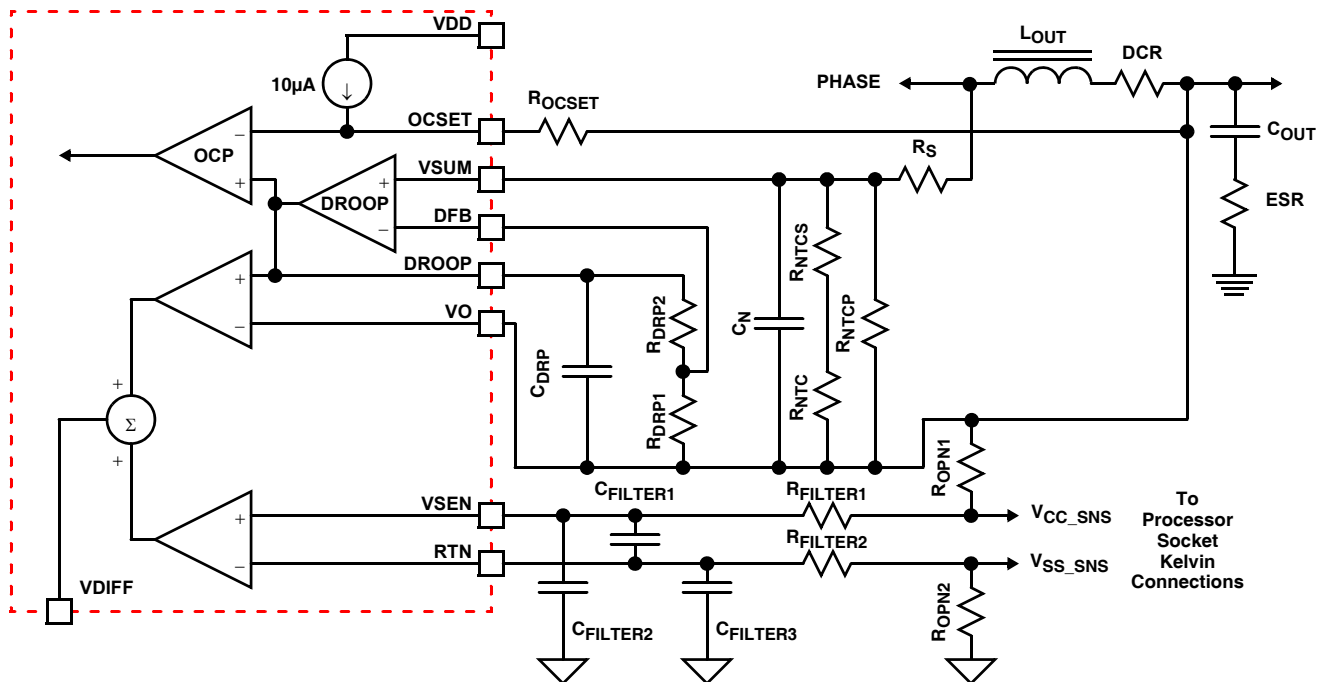 VDD
10µA
↓
OCSET
ROCSET
−
OCP
+
VSUM
+
DROOP
−
DFB
DROOP
+
−
VO
CDRP
RDRP2
RDRP1
CN
RNTCS
RNTC
RNTCP
RS
PHASE
LOUT
DCR
COUT
ESR
+
Σ
+
VSEN
+
RTN
−
VDIFF
CFILTER1
CFILTER2
CFILTER3
RFILTER1
RFILTER2
ROPN1
ROPN2
VCC_SNS
VSS_SNS
To
Processor
Socket
Kelvin
Connections